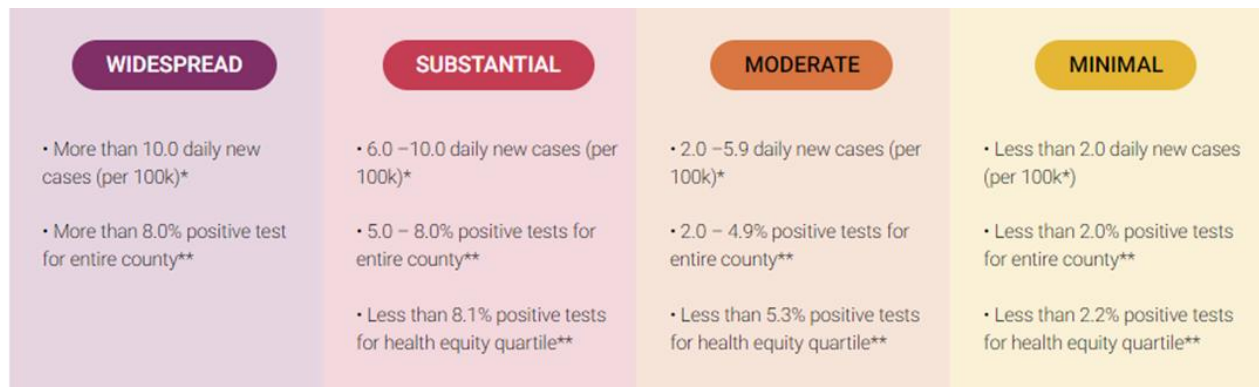 WIDESPREAD
• More than 10.0 daily new
cases (per 100k)*
• More than 8.0% positive test
for entire county**
SUBSTANTIAL
• 6.0 –10.0 daily new cases (per
100k)*
• 5.0 – 8.0% positive tests for
entire county**
• Less than 8.1% positive tests
for health equity quartile**
MODERATE
• 2.0 –5.9 daily new cases (per
100k)*
• 2.0 – 4.9% positive tests for
entire county**
• Less than 5.3% positive tests
for health equity quartile**
MINIMAL
• Less than 2.0 daily new cases
(per 100k*)
• Less than 2.0% positive tests
for entire county**
• Less than 2.2% positive tests
for health equity quartile**